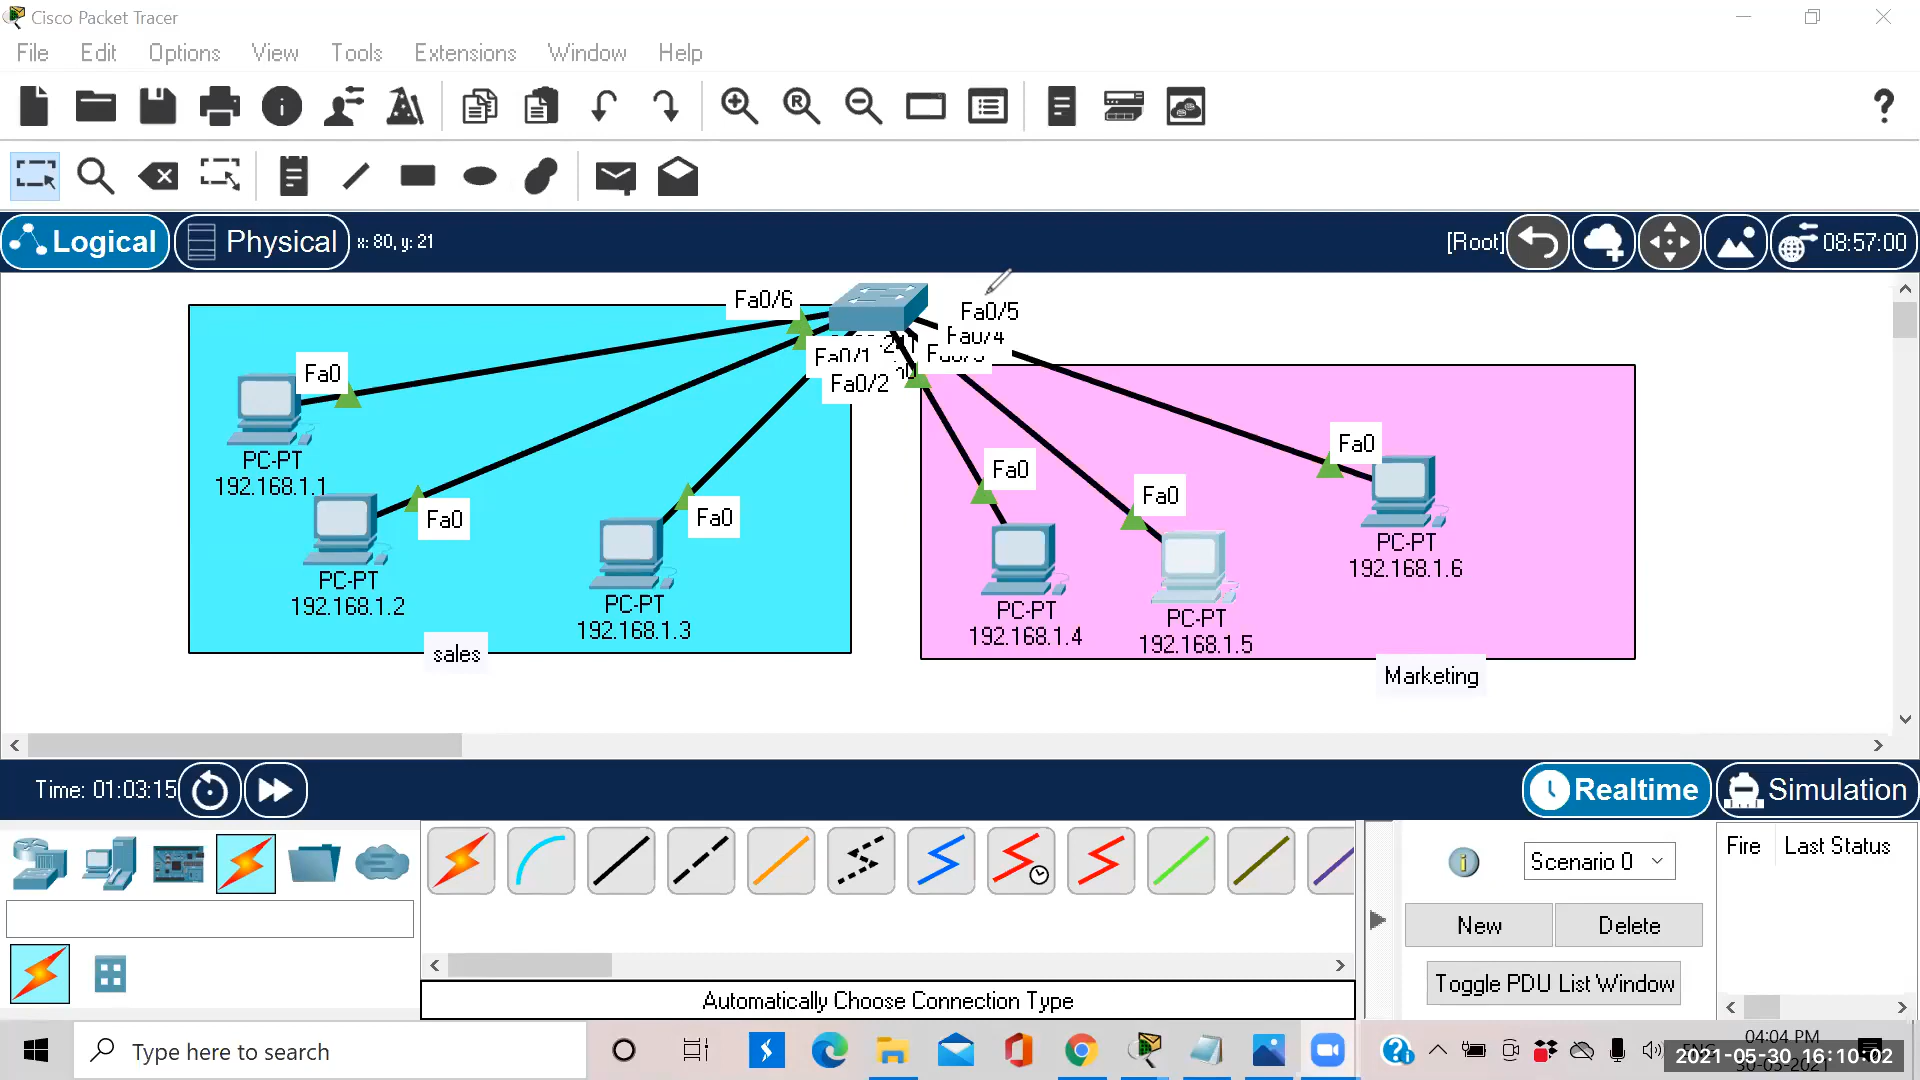 Cisco Packet Tracer
File Edit Options View Tools Extensions Window Help
Logical Physical x: 80, y: 21 [Root] 08:57:00
Fa0/6
Fa0/5
Fa0/4
Fa0/1
Fa0/2
Fa0
PC-PT
192.168.1.1
Fa0
PC-PT
192.168.1.2
Fa0
PC-PT
192.168.1.3
sales
Fa0
PC-PT
192.168.1.4
Fa0
PC-PT
192.168.1.5
Fa0
PC-PT
192.168.1.6
Marketing
Time: 01:03:15 Realtime Simulation
Scenario 0
Fire Last Status
New Delete
Toggle PDU List Window
Automatically Choose Connection Type
Type here to search
04:04 PM
2021-05-30 16:10:02